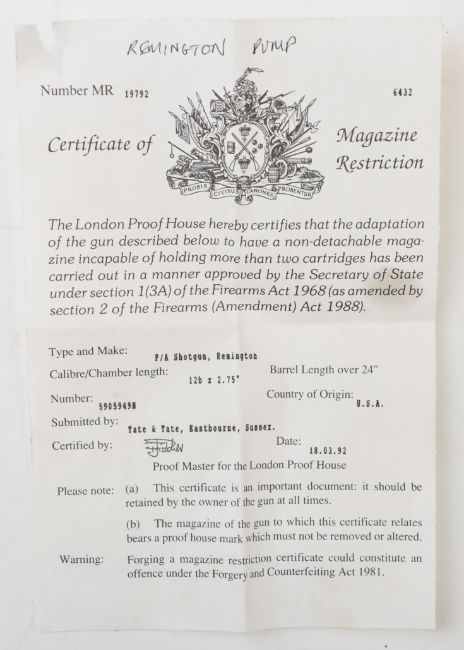 REMINGTON PUMP
Number MR 19792 6432
Certificate of Magazine
Restriction
PROBIS CIVIBUS CANONES PROBENTUR
The London Proof House hereby certifies that the adaptation
of the gun described below to have a non-detachable maga-
zine incapable of holding more than two cartridges has been
carried out in a manner approved by the Secretary of State
under section 1(3A) of the Firearms Act 1968 (as amended by
section 2 of the Firearms (Amendment) Act 1988).
Type and Make: P/A Shotgun, Remington
Calibre/Chamber length: 12b x 2.75" Barrel Length over 24"
Number: 5905949N Country of Origin: U.S.A.
Submitted by: Tate & Tate, Eastbourne, Sussex.
Certified by: Date: 18.03.92
Proof Master for the London Proof House
Please note: (a) This certificate is an important document: it should be
retained by the owner of the gun at all times.
(b) The magazine of the gun to which this certificate relates
bears a proof house mark which must not be removed or altered.
Warning: Forging a magazine restriction certificate could constitute an
offence under the Forgery and Counterfeiting Act 1981.